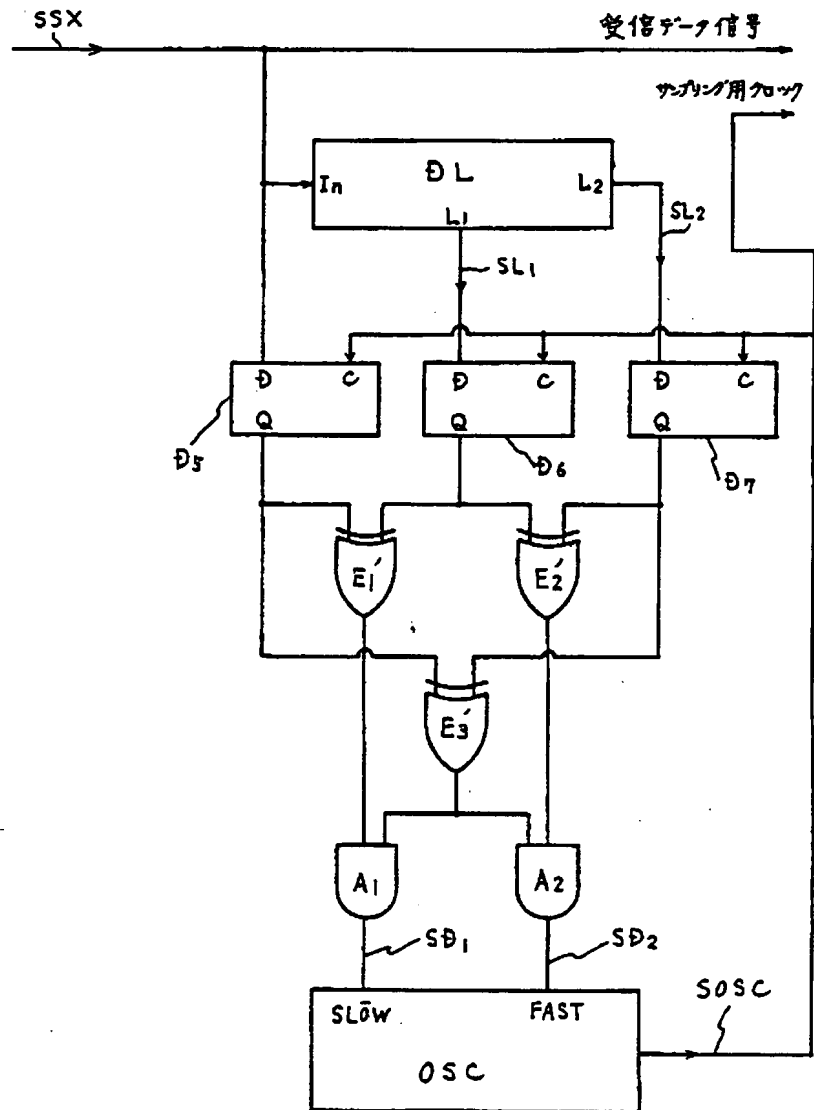 SSX
受信データ信号
サンプリング用クロック
DL
In
L2
L1
SL2
SL1
D C
Q
D C
Q
D C
Q
D5
D6
D7
E1'
E2'
E3'
A1
A2
SD1
SD2
SLOW
FAST
SOSC
OSC